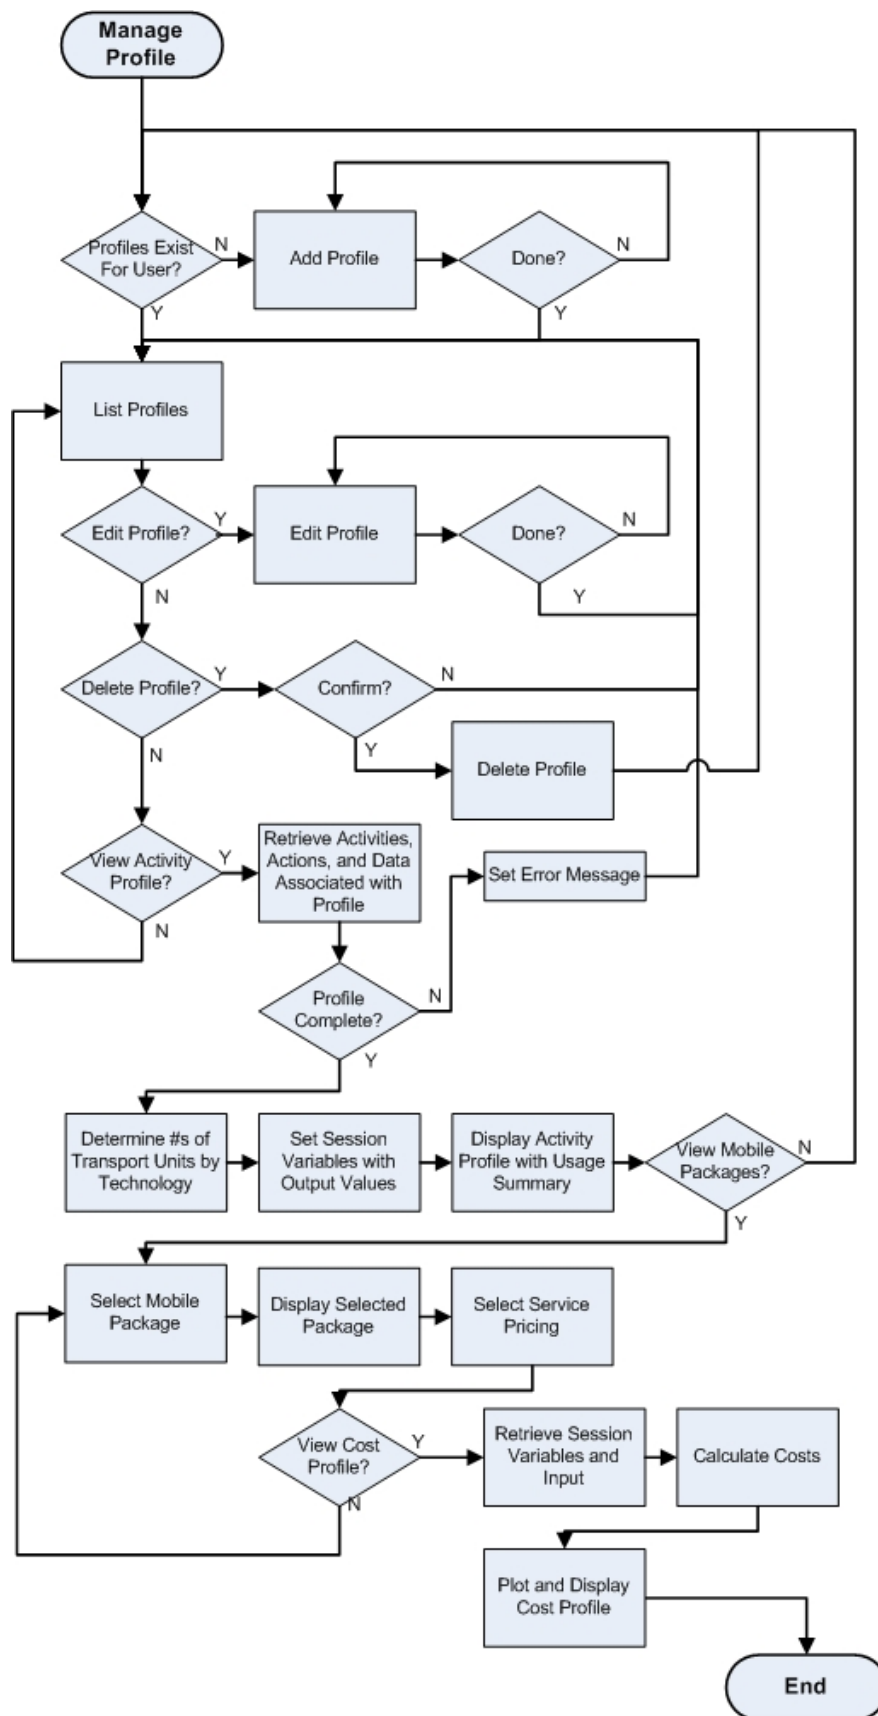 Manage
Profile
Profiles Exist
For User?
N
Add Profile
Done?
N
Y
Y
List Profiles
Edit Profile?
Y
Edit Profile
Done?
N
N
Y
Delete Profile?
Y
Confirm?
N
N
Y
Delete Profile
View Activity
Profile?
Y
Retrieve Activities,
Actions, and Data
Associated with
Profile
Set Error Message
N
Profile
Complete?
N
Y
Determine #s of
Transport Units by
Technology
Set Session
Variables with
Output Values
Display Activity
Profile with Usage
Summary
View Mobile
Packages?
N
Y
Select Mobile
Package
Display Selected
Package
Select Service
Pricing
View Cost
Profile?
Y
N
Retrieve Session
Variables and
Input
Calculate Costs
Plot and Display
Cost Profile
End